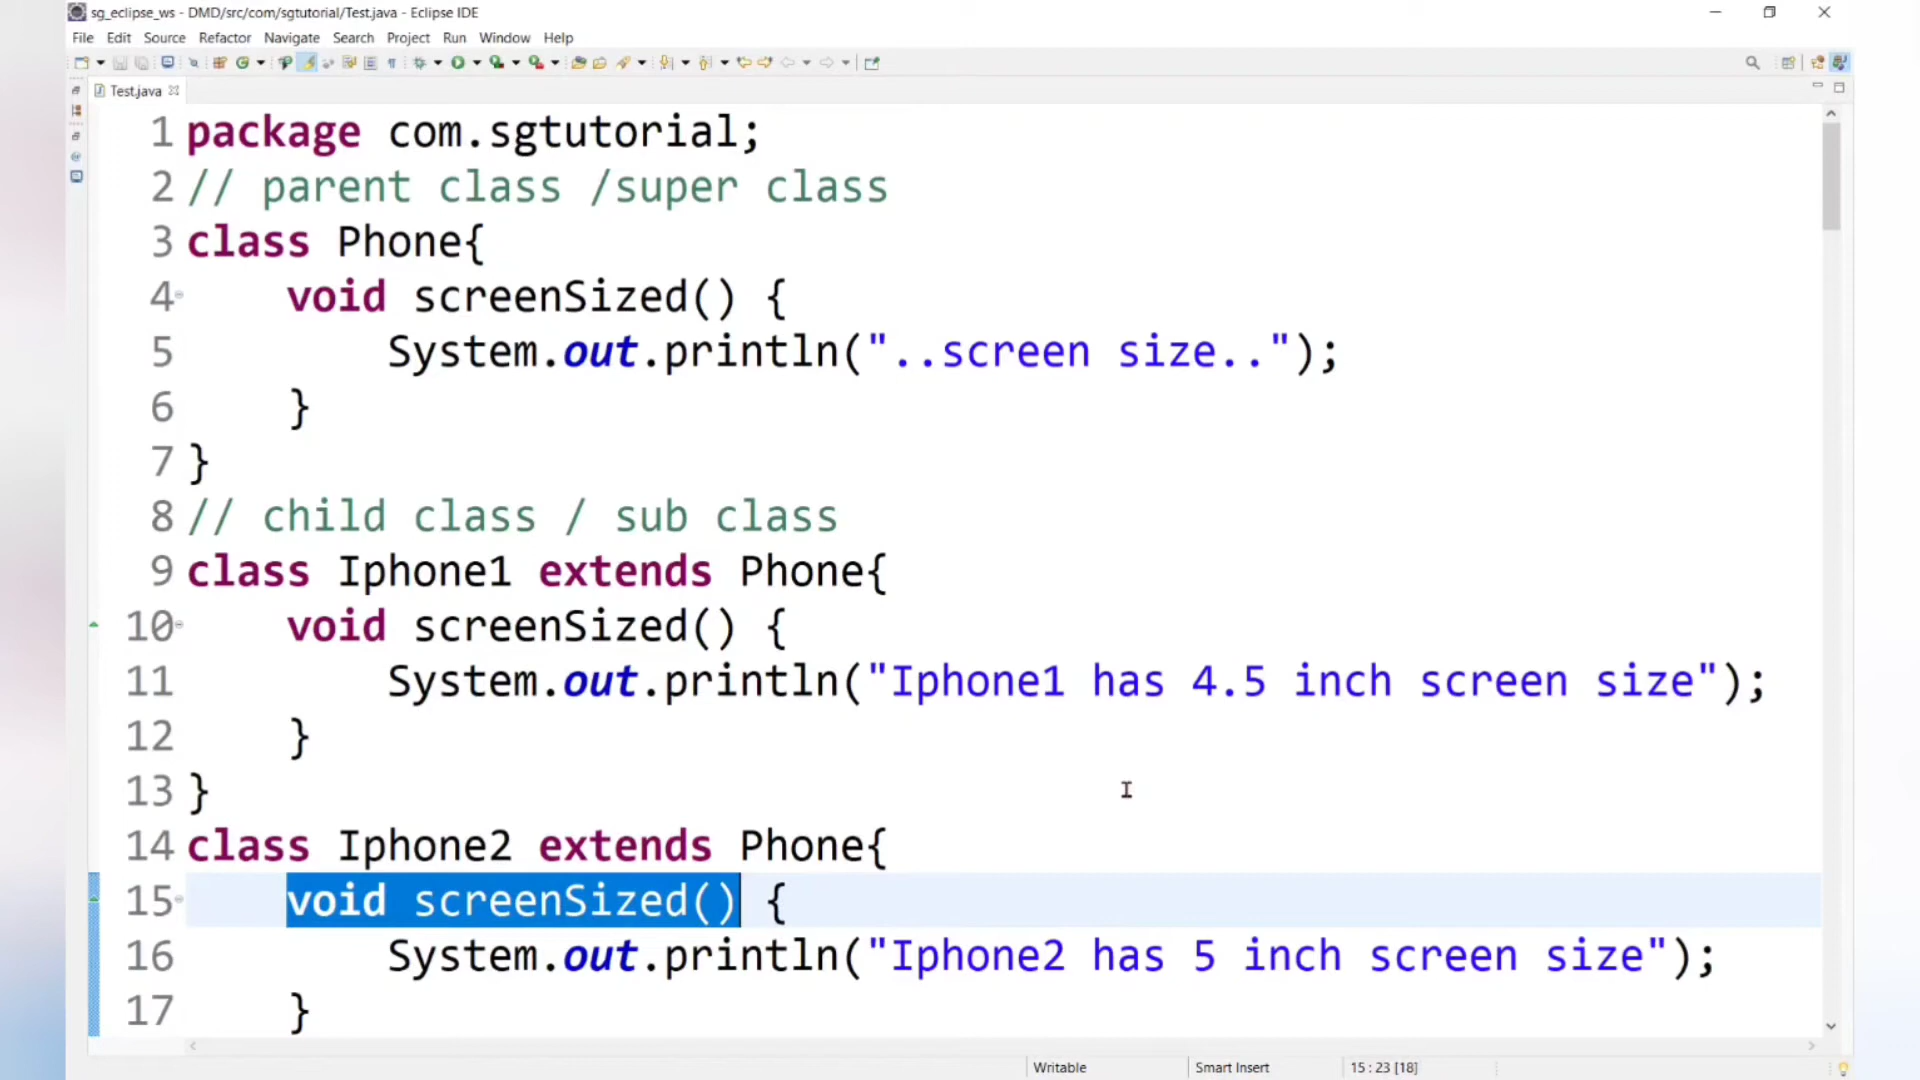 sg_eclipse_ws - DMD/src/com/sgtutorial/Test.java - Eclipse IDE
File Edit Source Refactor Navigate Search Project Run Window Help
Test.java
1 package com.sgtutorial;
2 // parent class /super class
3 class Phone{
4 void screenSized() {
5 System.out.println("..screen size..");
6 }
7 }
8 // child class / sub class
9 class Iphone1 extends Phone{
10 void screenSized() {
11 System.out.println("Iphone1 has 4.5 inch screen size");
12 }
13 }
14 class Iphone2 extends Phone{
15 void screenSized() {
16 System.out.println("Iphone2 has 5 inch screen size");
17 }
Writable Smart Insert 15 : 23 [18]